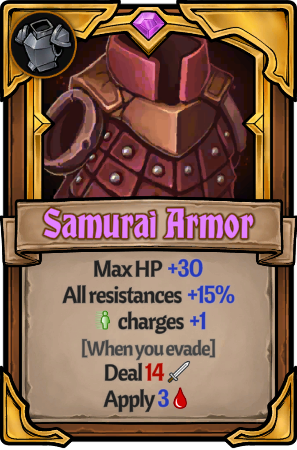 Samurai Armor
Max HP +30
All resistances +15%
charges +1
[When you evade]
Deal 14
Apply 3